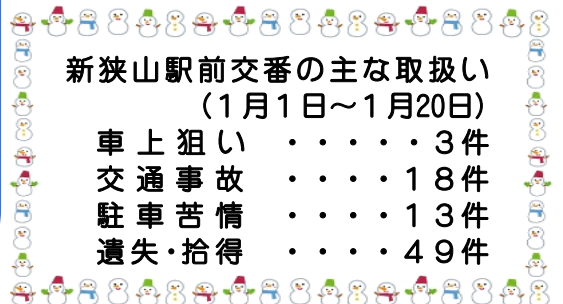 新狭山駅前交番の主な取扱い
(１月１日～１月20日)
車上狙い ・・・・・３件
交通事故 ・・・・１８件
駐車苦情 ・・・・１３件
遺失・拾得 ・・・・４９件